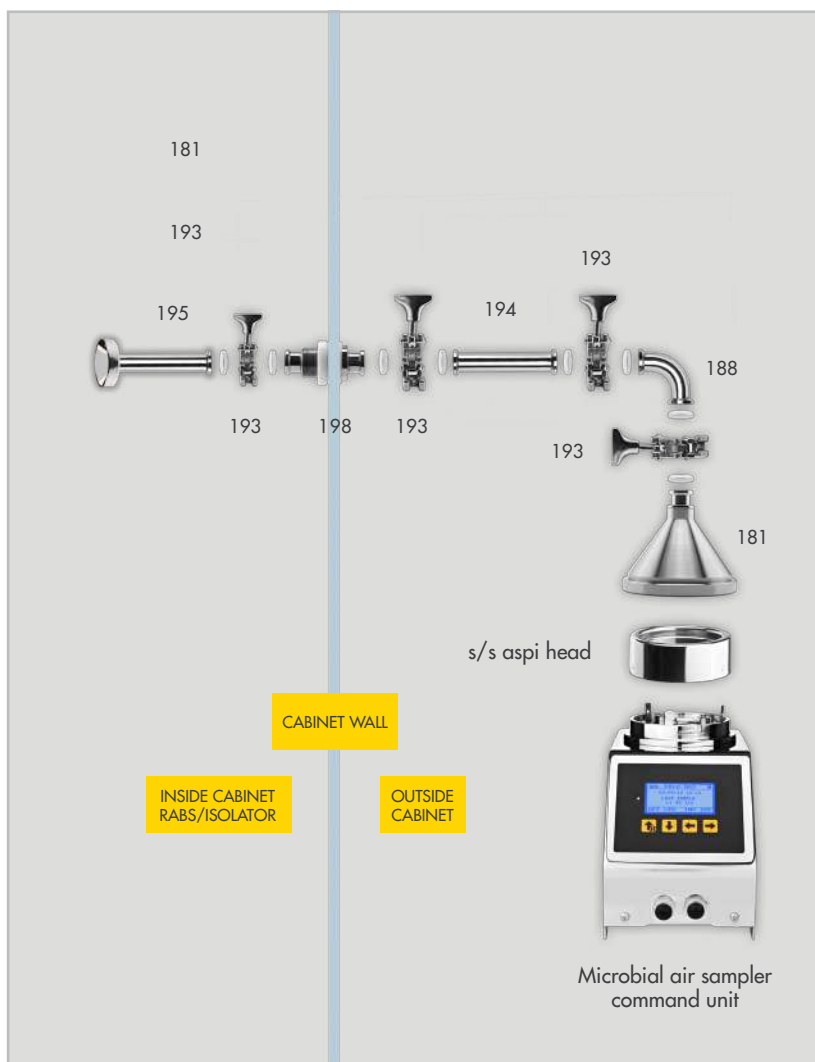 181
193
193
195
194
188
193
198
193
193
181
s/s aspi head
CABINET WALL
INSIDE CABINET
RABS/ISOLATOR
OUTSIDE
CABINET
Microbial air sampler
command unit